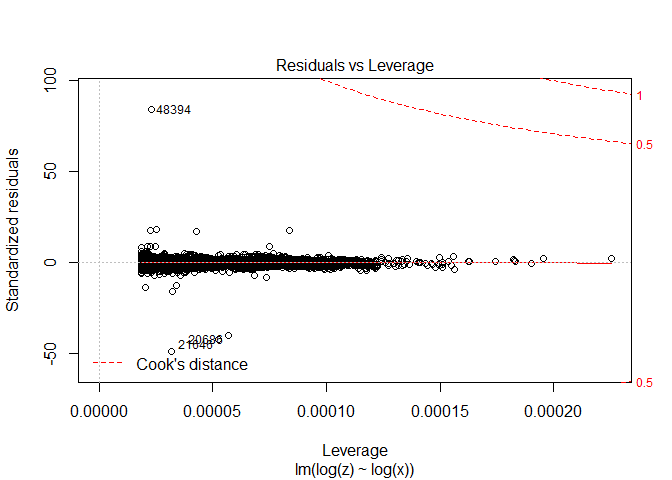 Residuals vs Leverage
Standardized residuals
100
50
0
-50
48394
21646
Cook's distance
1
0.5
0.5
0.00000 0.00005 0.00010 0.00015 0.00020
Leverage
lm(log(z) ~ log(x))